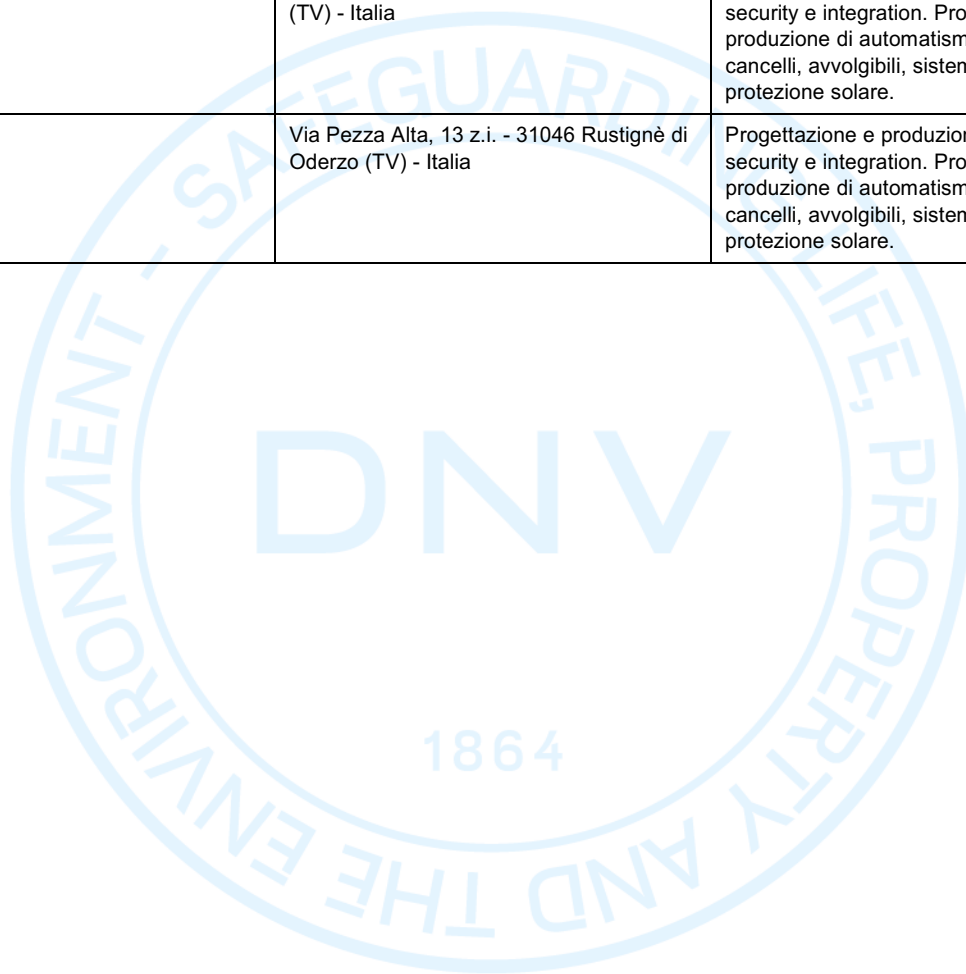 (TV) - Italia
security e integration. Pro
produzione di automatism
cancelli, avvolgibili, sistem
protezione solare.
Via Pezza Alta, 13 z.i. - 31046 Rustignè di
Oderzo (TV) - Italia
Progettazione e produzion
security e integration. Pro
produzione di automatism
cancelli, avvolgibili, sistem
protezione solare.
SAFEGUARDING LIFE, PROPERTY AND THE ENVIRONMENT -
DNV
1864